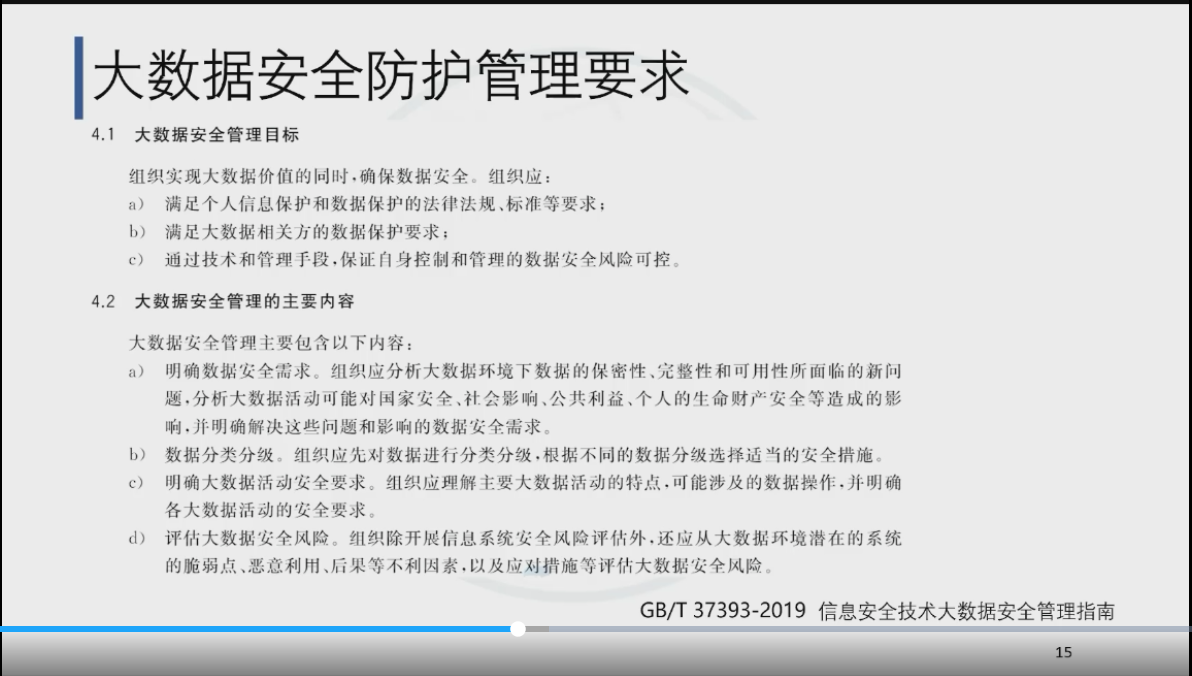 大数据安全防护管理要求
4.1 大数据安全管理目标
组织实现大数据价值的同时,确保数据安全。组织应:
a) 满足个人信息保护和数据保护的法律法规、标准等要求;
b) 满足大数据相关方的数据保护要求;
c) 通过技术和管理手段,保证自身控制和管理的数据安全风险可控。
4.2 大数据安全管理的主要内容
大数据安全管理主要包含以下内容:
a) 明确数据安全需求。组织应分析大数据环境下数据的保密性、完整性和可用性所面临的新问
题,分析大数据活动可能对国家安全、社会影响、公共利益、个人的生命财产安全等造成的影
响,并明确解决这些问题和影响的数据安全需求。
b) 数据分类分级。组织应先对数据进行分类分级,根据不同的数据分级选择适当的安全措施。
c) 明确大数据活动安全要求。组织应理解主要大数据活动的特点,可能涉及的数据操作,并明确
各大数据活动的安全要求。
d) 评估大数据安全风险。组织除开展信息系统安全风险评估外,还应从大数据环境潜在的系统
的脆弱点、恶意利用、后果等不利因素,以及应对措施等评估大数据安全风险。
GB/T 37393-2019 信息安全技术大数据安全管理指南
15